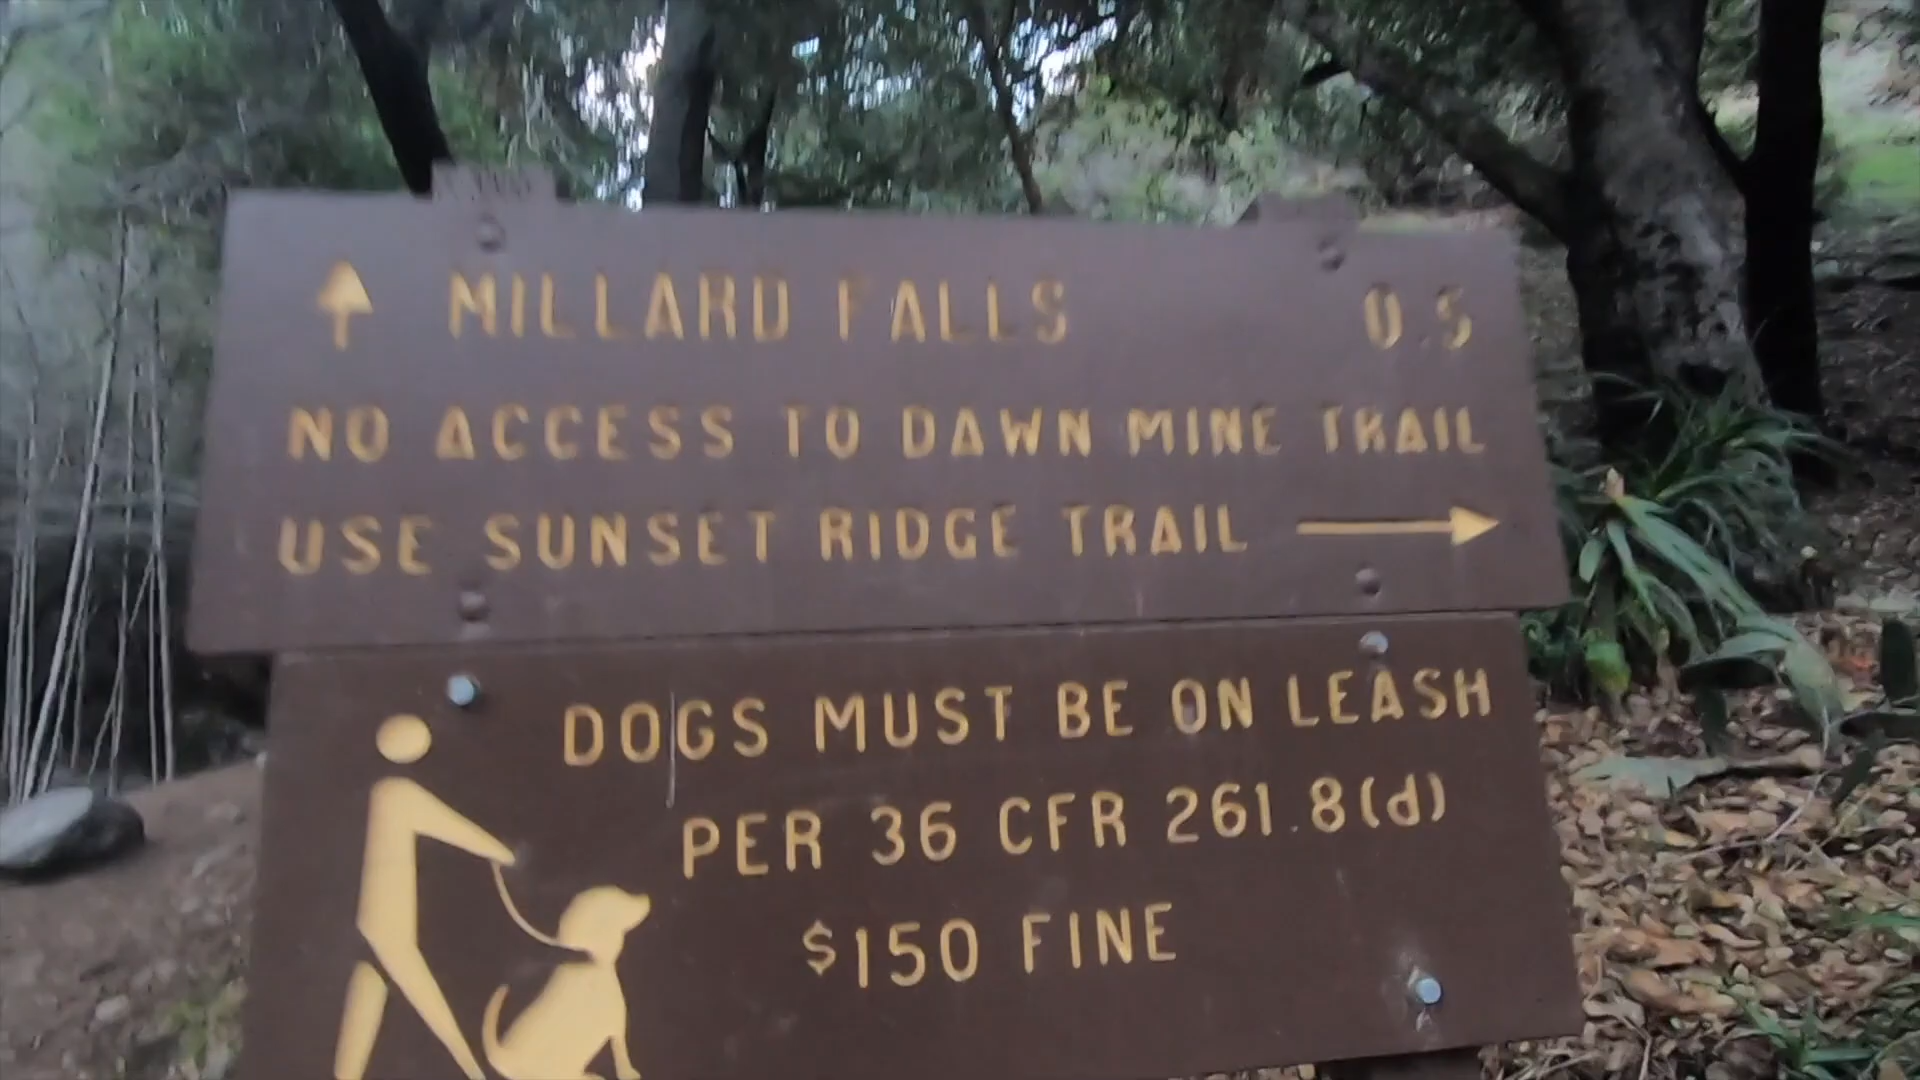 MILLARD FALLS 0.5
NO ACCESS TO DAWN MINE TRAIL
USE SUNSET RIDGE TRAIL
DOGS MUST BE ON LEASH
PER 36 CFR 261.8(d)
$150 FINE